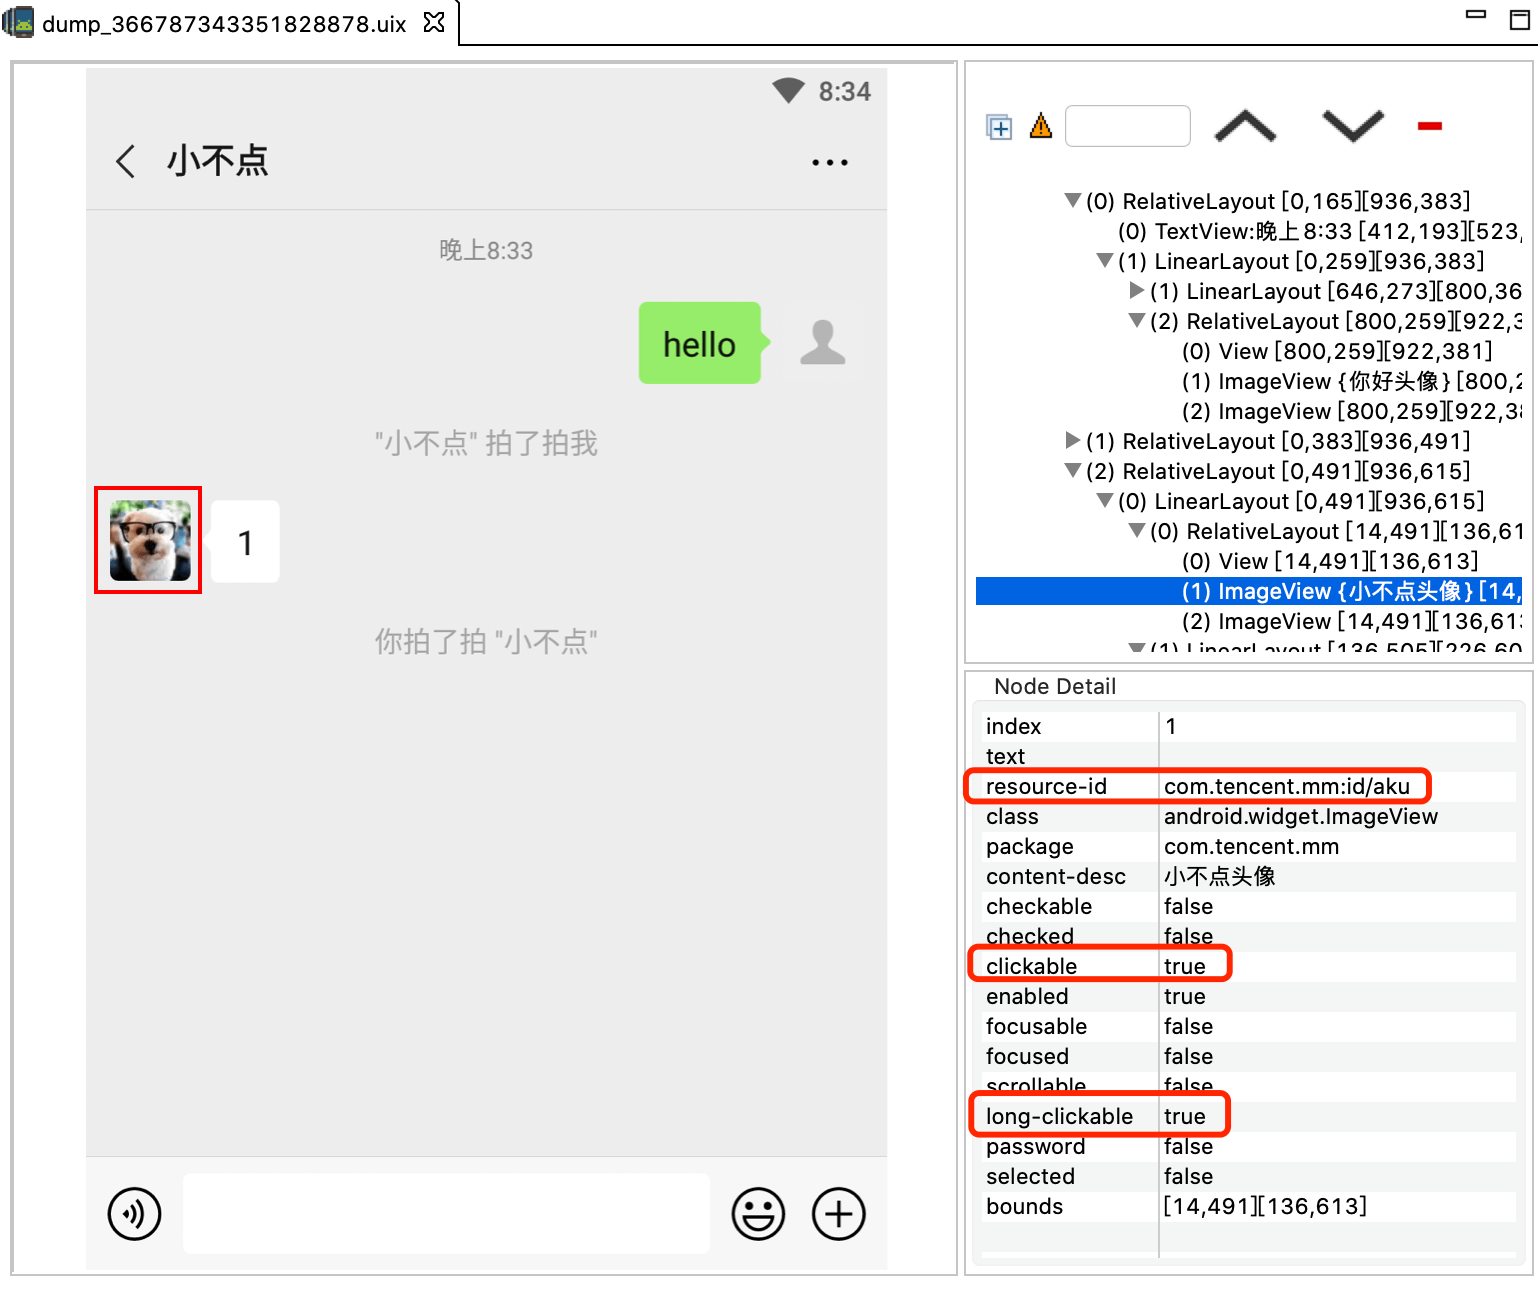 dump_366787343351828878.uix
8:34
小不点
晚上8:33
hello
"小不点" 拍了拍我
1
你拍了拍 "小不点"
(0) RelativeLayout [0,165][936,383]
(0) TextView:晚上8:33 [412,193][523,
(1) LinearLayout [0,259][936,383]
(1) LinearLayout [646,273][800,36
(2) RelativeLayout [800,259][922,3
(0) View [800,259][922,381]
(1) ImageView {你好头像} [800,2
(2) ImageView [800,259][922,38
(1) RelativeLayout [0,383][936,491]
(2) RelativeLayout [0,491][936,615]
(0) LinearLayout [0,491][936,615]
(0) RelativeLayout [14,491][136,61
(0) View [14,491][136,613]
(1) ImageView {小不点头像} [14,
(2) ImageView [14,491][136,613
(1) LinearLayout [136,505][226,60
Node Detail
index 1
text
resource-id com.tencent.mm:id/aku
class android.widget.ImageView
package com.tencent.mm
content-desc 小不点头像
checkable false
checked false
clickable true
enabled true
focusable false
focused false
scrollable false
long-clickable true
password false
selected false
bounds [14,491][136,613]